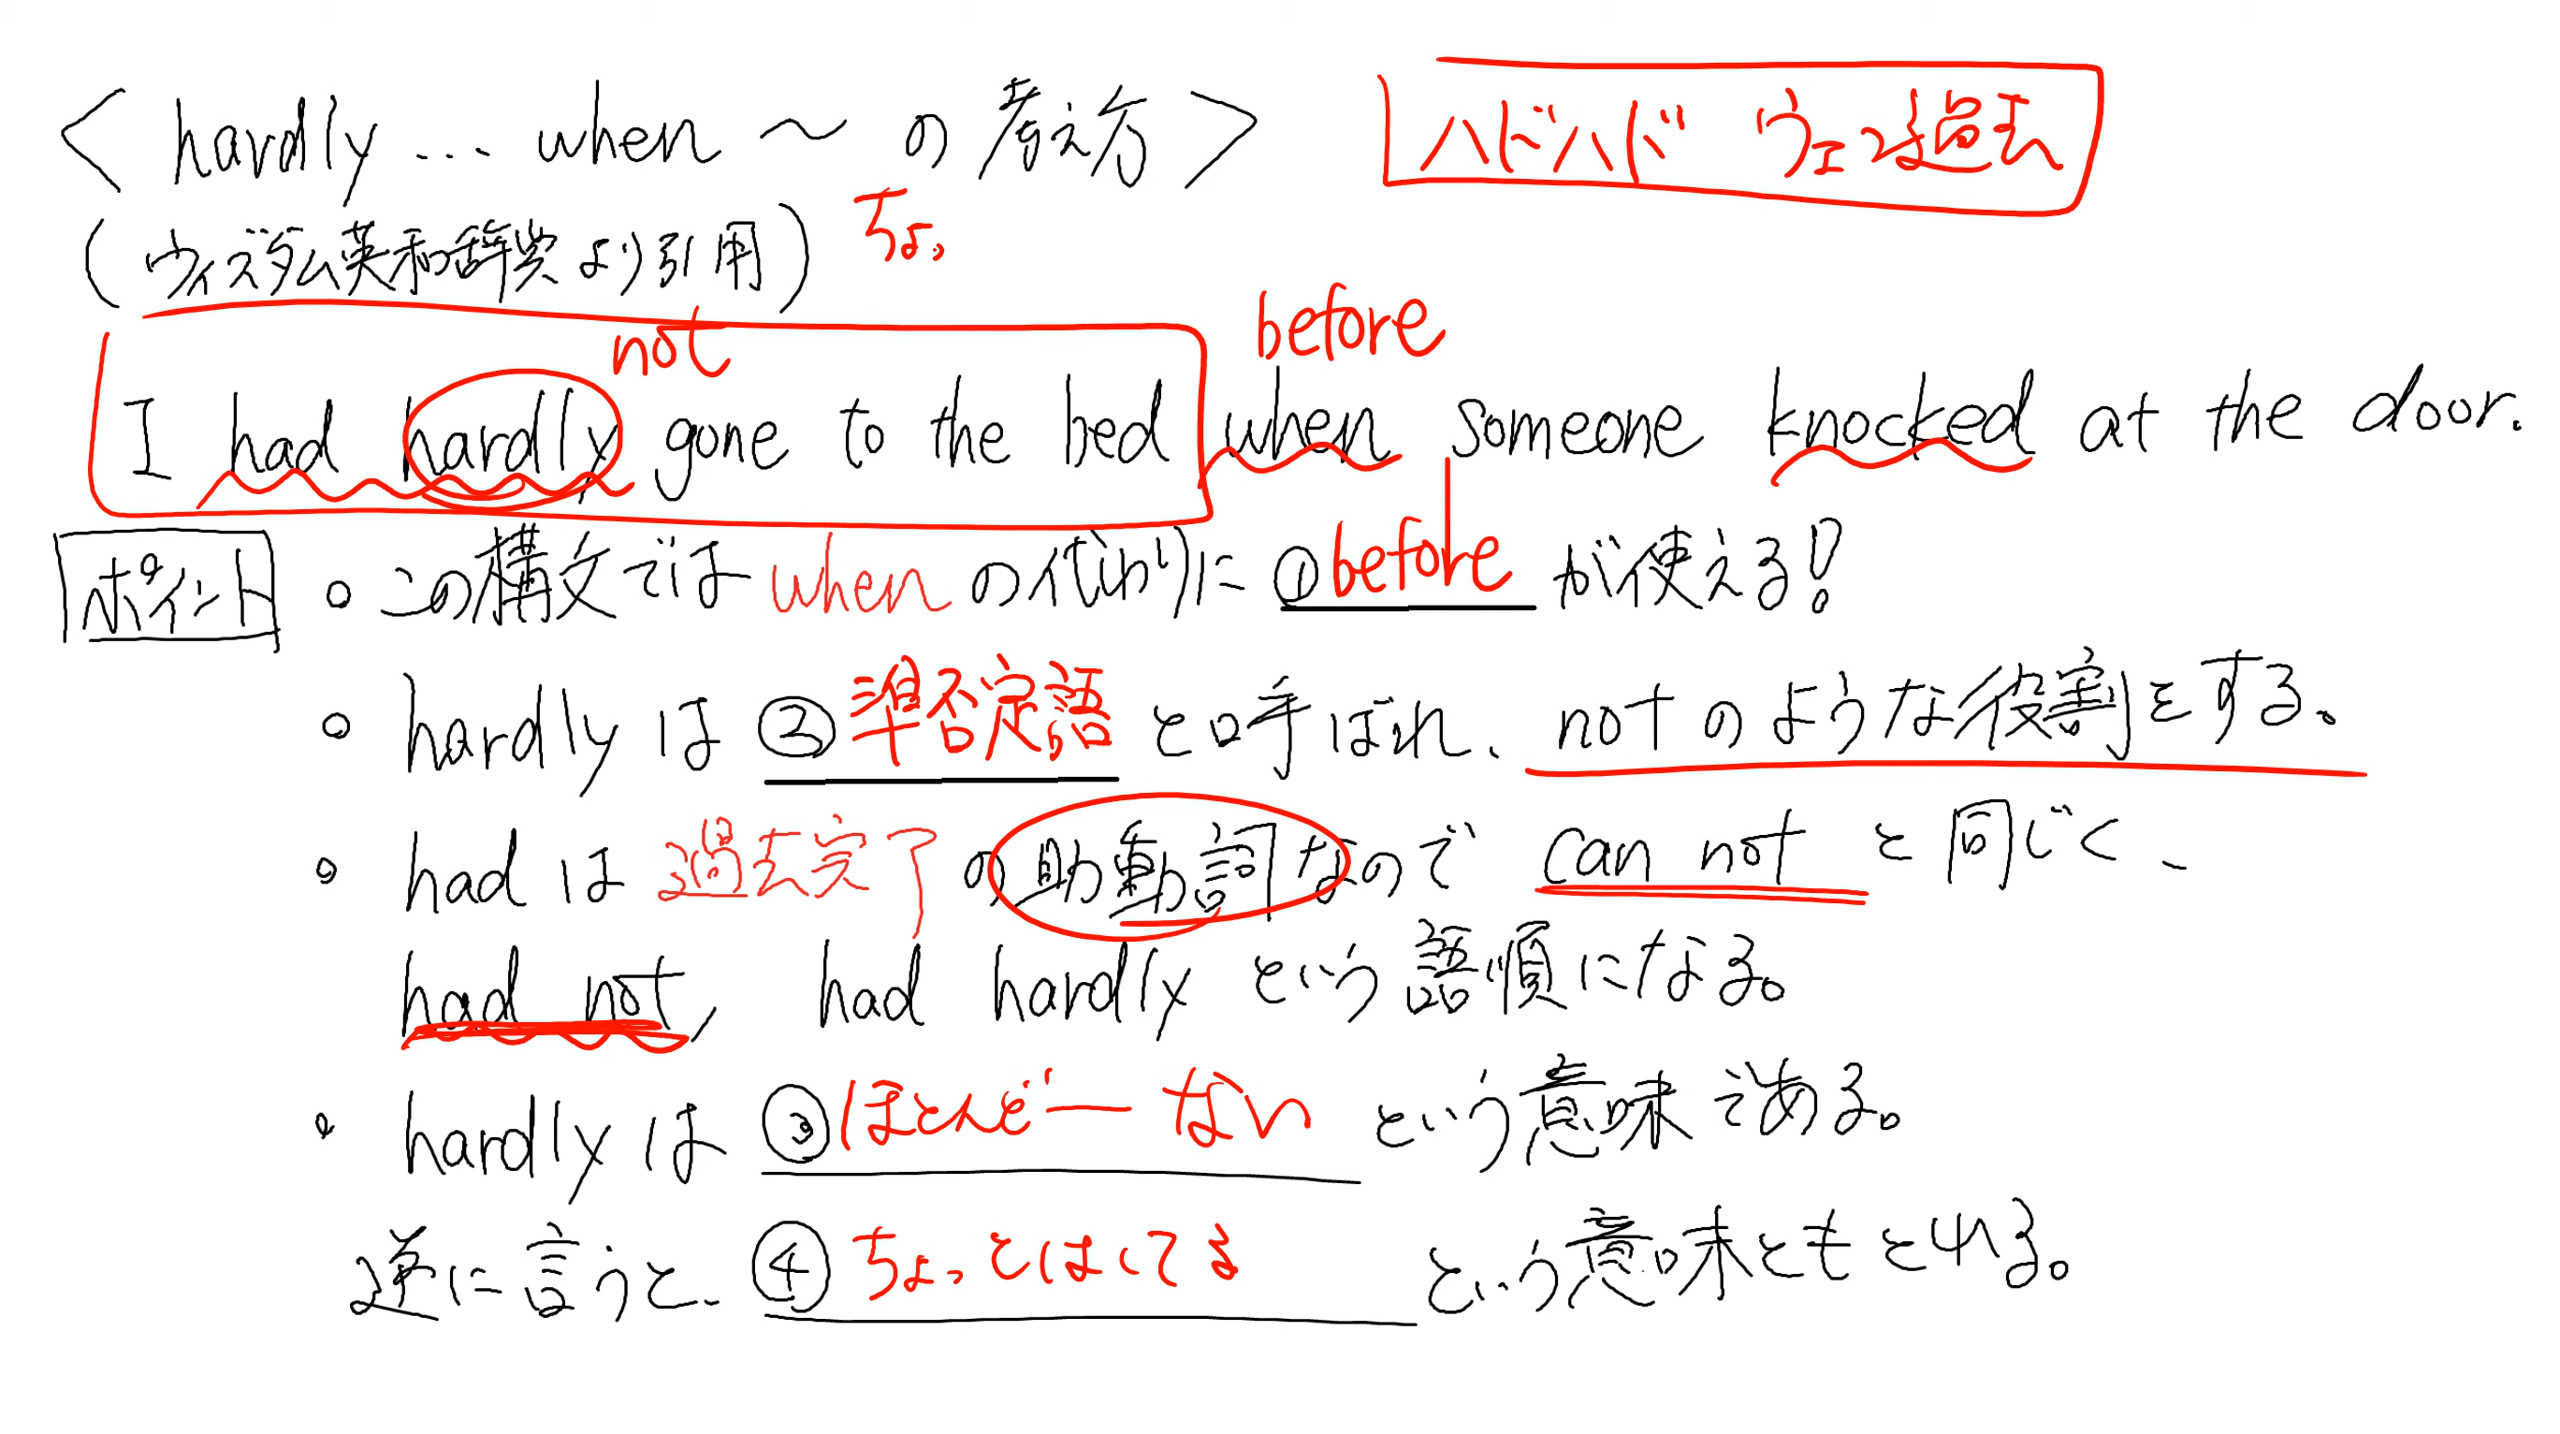 < hardly ... when ～ の考え方 > ハドハド ウェン過去
(ウィズダム英和辞典より引用) ちょっ
not before
I had hardly gone to the bed when someone knocked at the door.
ポイント ○ この構文では when の代わりに ① before が使える!
○ hardly は ② 準否定語 と呼ばれ、notのような役割をする。
○ had は 過去完了 の助動詞なので can not と同じく、
had not, had hardly という語順になる。
・ hardly は ③ ほとんど― ない という意味である。
逆に言うと、④ ちょっとはしてる という意味ともとれる。